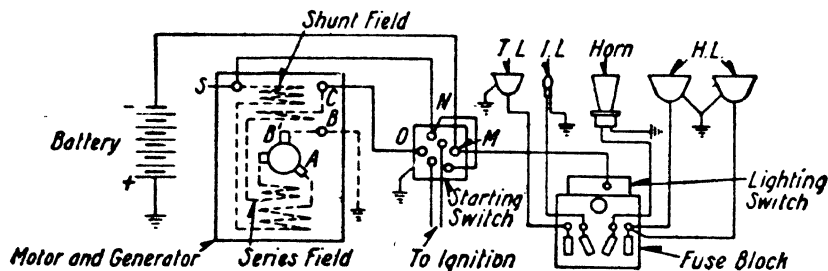 Shunt Field
T.L
I.L
Horn
H.L.
S
C
N
-
Battery
B'
B
O
M
A
+
Starting
Switch
Lighting
Switch
Motor and Generator
Series Field
To Ignition
Fuse Block